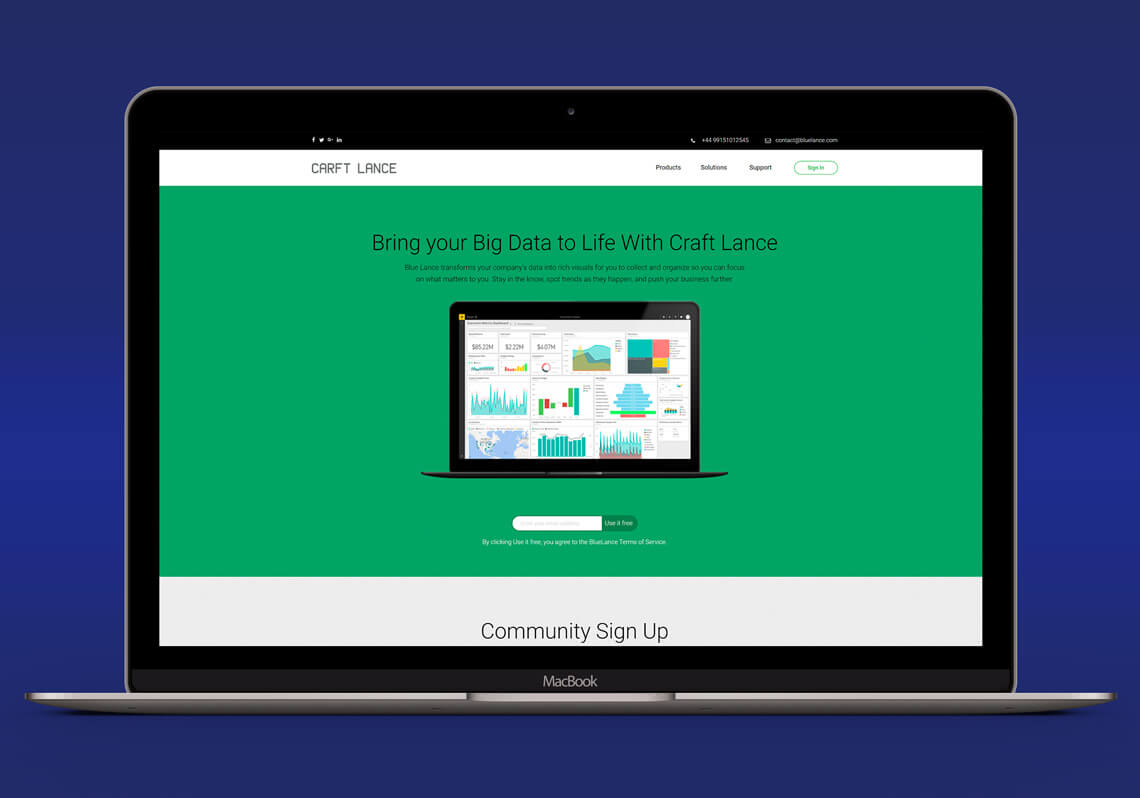 +44 99151012545 contact@bluelance.com
CARFT LANCE Products Solutions Support Sign In
Bring your Big Data to Life With Craft Lance
Blue Lance transforms your company's data into rich visuals for you to collect and organize so you can focus
on what matters to you. Stay in the know, spot trends as they happen, and push your business further.
$85.22M $2.22M $4.07M
Enter your email address Use it free
By clicking Use it free, you agree to the BlueLance Terms of Service.
Community Sign Up
MacBook